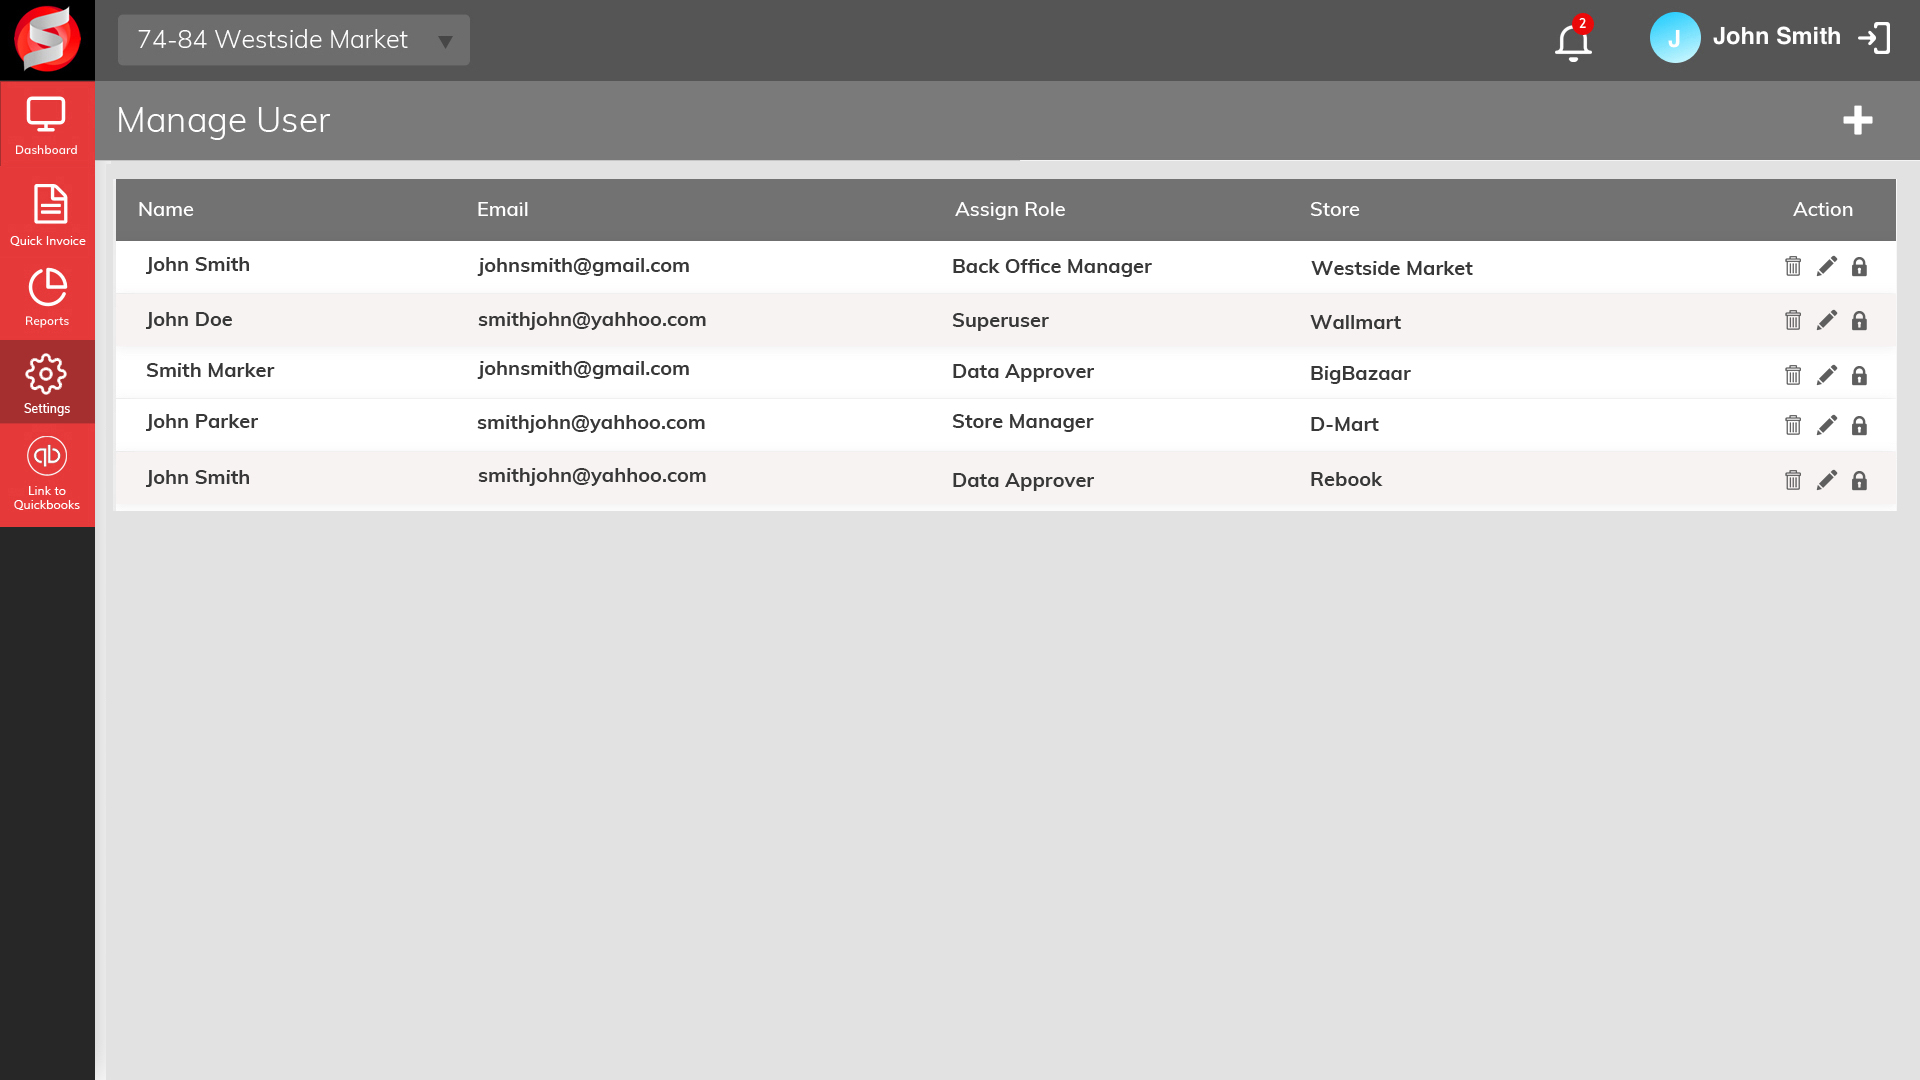 74-84 Westside Market
2
J
John Smith
Manage User
Dashboard
Quick Invoice
Reports
Settings
Link to
Quickbooks
Name Email Assign Role Store Action
John Smith johnsmith@gmail.com Back Office Manager Westside Market
John Doe smithjohn@yahhoo.com Superuser Wallmart
Smith Marker johnsmith@gmail.com Data Approver BigBazaar
John Parker smithjohn@yahhoo.com Store Manager D-Mart
John Smith smithjohn@yahhoo.com Data Approver Rebook